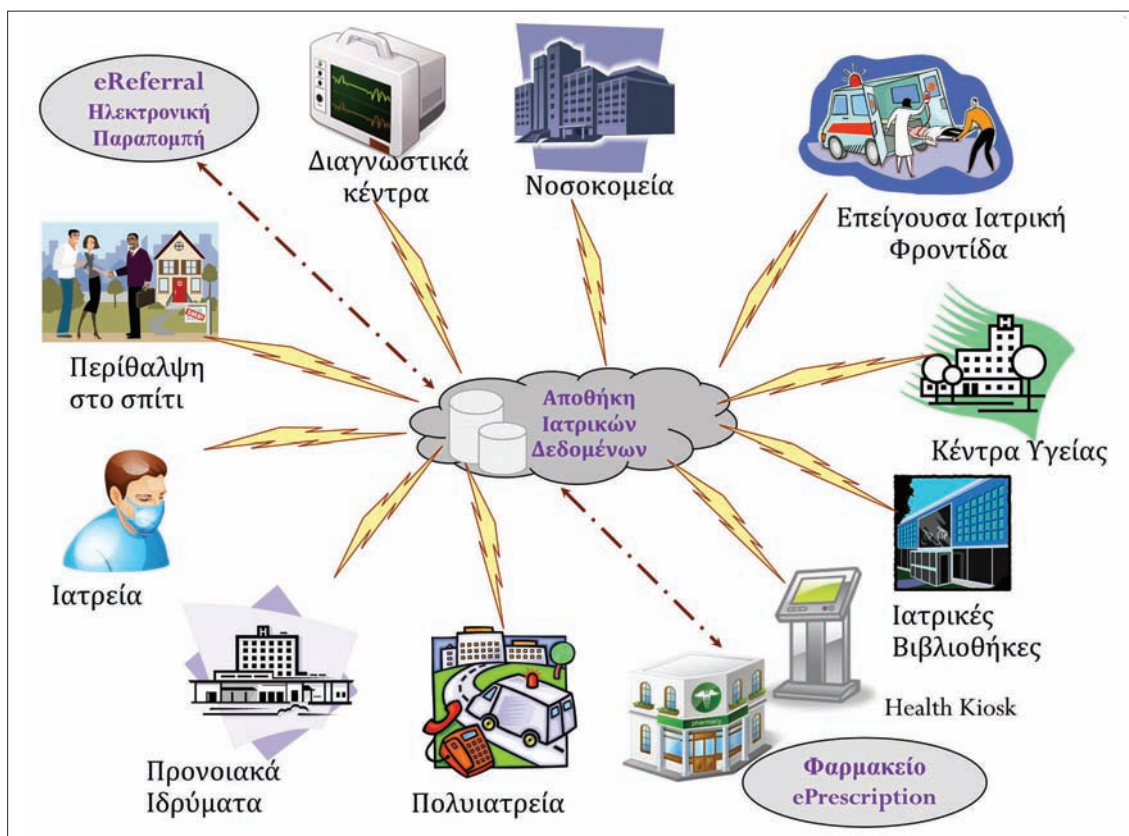 eReferral
Ηλεκτρονική
Παραπομπή
Διαγνωστικά
κέντρα
Νοσοκομεία
Επείγουσα Ιατρική
Φροντίδα
Περίθαλψη
στο σπίτι
Αποθήκη
Ιατρικών
Δεδομένων
Κέντρα Υγείας
Ιατρεία
Ιατρικές
Βιβλιοθήκες
Προνοιακά
Ιδρύματα
Πολυιατρεία
pharmacy
Health Kiosk
Φαρμακείο
ePrescription